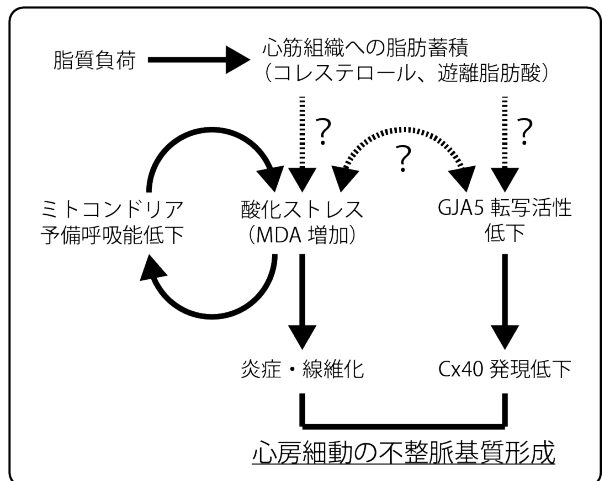 脂質負荷
心筋組織への脂肪蓄積
（コレステロール、遊離脂肪酸）
?
?
?
ミトコンドリア
予備呼吸能低下
酸化ストレス
（MDA 増加）
GJA5 転写活性
低下
炎症・線維化
Cx40 発現低下
心房細動の不整脈基質形成